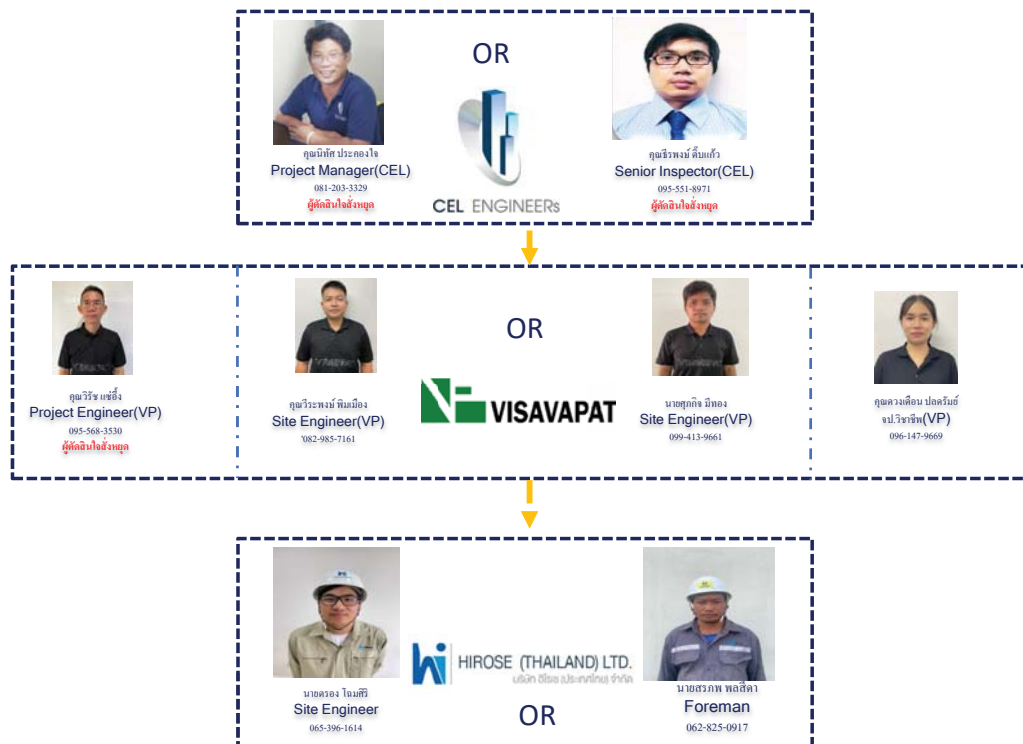 OR
คุณนิทัศ ประคองใจ
Project Manager(CEL)
081-203-3329
ผู้ตัดสินใจสั่งหยุด
CEL ENGINEERs
คุณธีรพงษ์ ติ๊บแก้ว
Senior Inspector(CEL)
095-551-8971
ผู้ตัดสินใจสั่งหยุด
คุณวิรัช แซ่อึ้ง
Project Engineer(VP)
095-568-3530
ผู้ตัดสินใจสั่งหยุด
คุณวีระพงษ์ พิมเมือง
Site Engineer(VP)
'082-985-7161
OR
VISAVAPAT
นายศุภกิจ มีทอง
Site Engineer(VP)
099-413-9661
คุณดวงเดือน ปลดรัมย์
จป.วิชาชีพ(VP)
096-147-9669
นายครอง โฉมศิริ
Site Engineer
065-396-1614
HIROSE (THAILAND) LTD.
บริษัท ฮิโรเซ (ประเทศไทย) จำกัด
OR
นายสรภพ พลสีดา
Foreman
062-825-0917